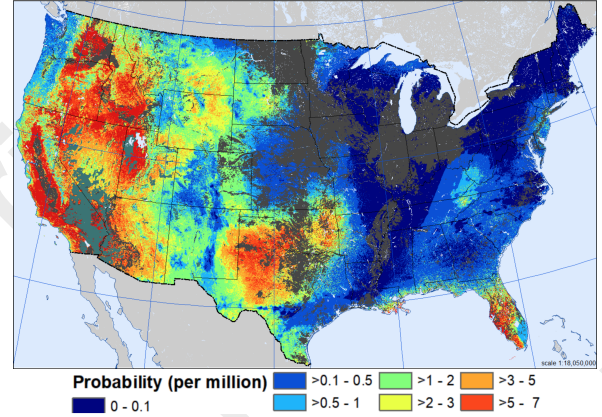 scale 1:18,050,000
Probability (per million)
0 - 0.1
>0.1 - 0.5
>0.5 - 1
>1 - 2
>2 - 3
>3 - 5
>5 - 7